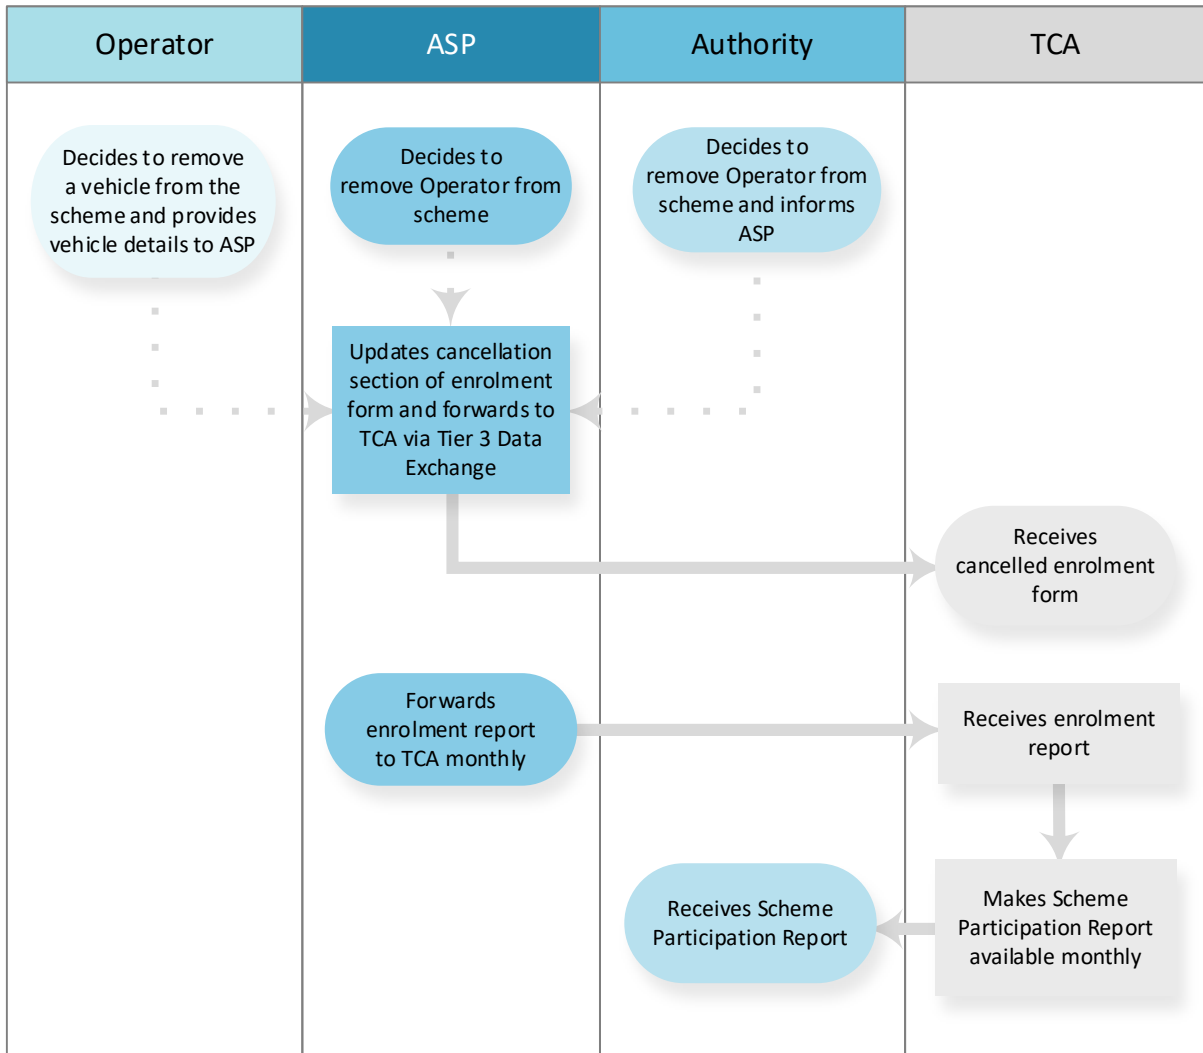 Operator
ASP
Authority
TCA
Decides to remove
a vehicle from the
scheme and provides
vehicle details to ASP
Decides to
remove Operator from
scheme
Decides to
remove Operator from
scheme and informs
ASP
Updates cancellation
section of enrolment
form and forwards to
TCA via Tier 3 Data
Exchange
Receives
cancelled enrolment
form
Forwards
enrolment report
to TCA monthly
Receives enrolment
report
Receives Scheme
Participation Report
Makes Scheme
Participation Report
available monthly